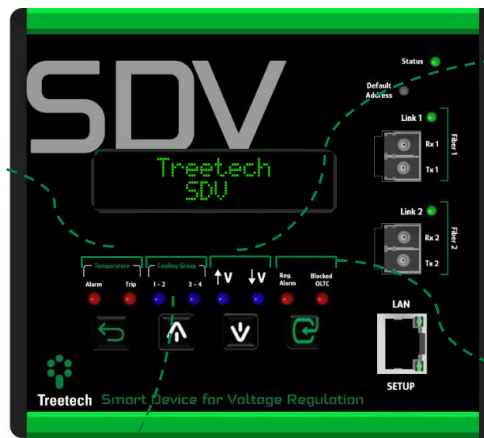 Status
SDV
Default
Address
Link 1
Rx 1
Fiber 1
Tx 1
Treetech
SDV
Link 2
Rx 2
Fiber 2
Tx 2
Temperature
Cooling Group
Alarm
Trip
1 - 2
3 - 4
↑V
↓V
Reg.
Alarm
Blocked
OLTC
LAN
SETUP
Treetech Smart Device for Voltage Regulation